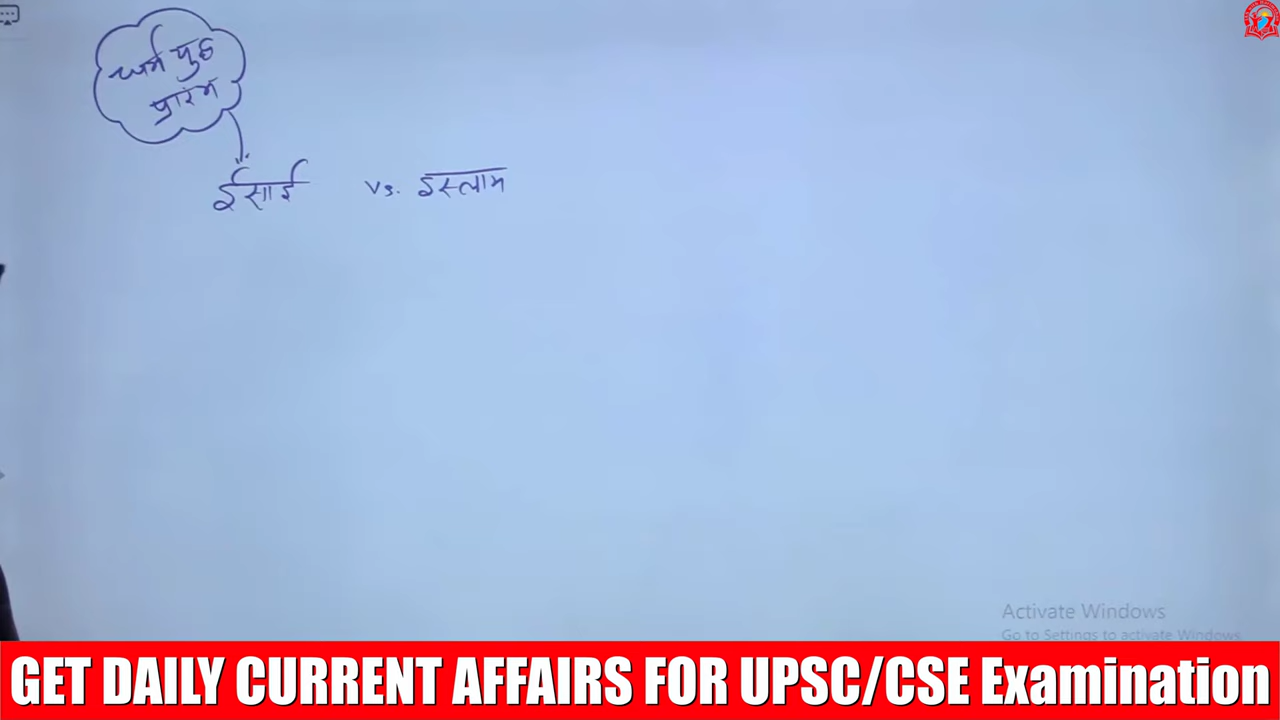 धर्म युद्ध
प्रारंभ
ईसाई vs. इस्लाम
Activate Windows
Go to Settings to activate Windows.
GET DAILY CURRENT AFFAIRS FOR UPSC/CSE Examination